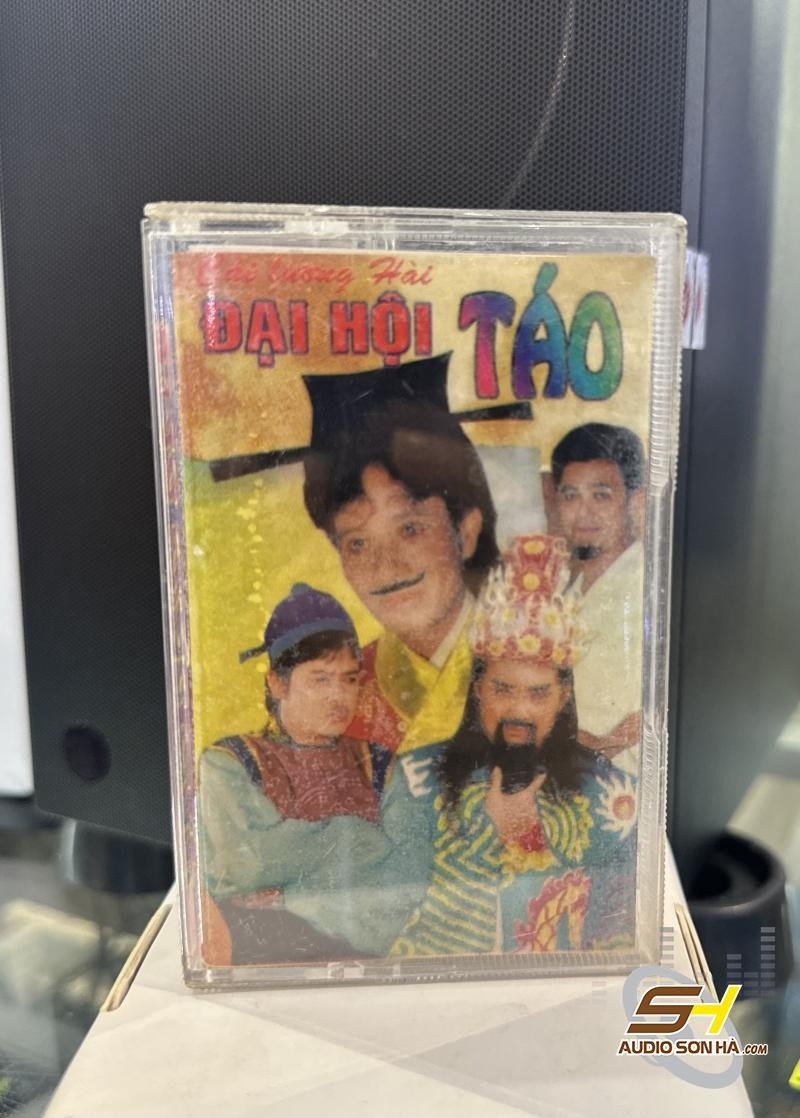 Cải lương Hài
ĐẠI HỘI TÁO
SH
AUDIO SƠN HÀ.COM